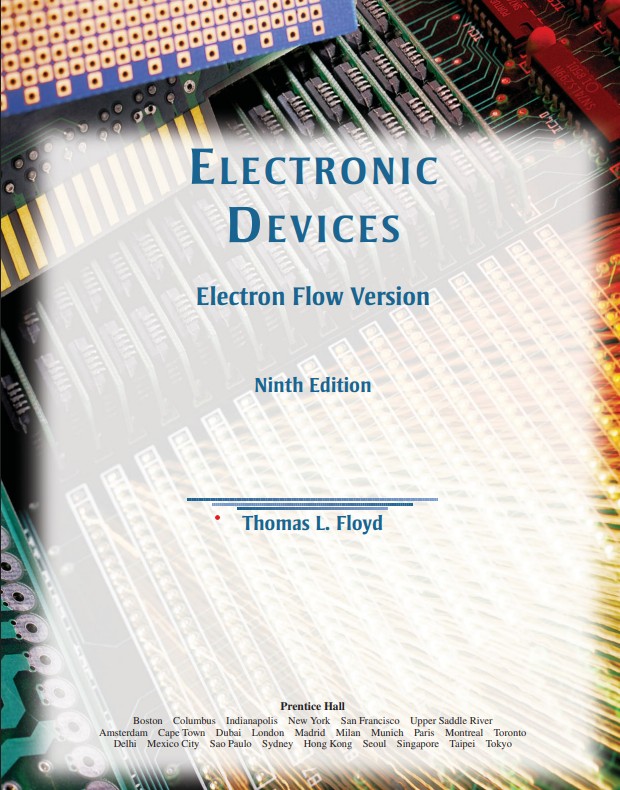 ELECTRONIC
DEVICES
Electron Flow Version
Ninth Edition
Thomas L. Floyd
Prentice Hall
Boston Columbus Indianapolis New York San Francisco Upper Saddle River
Amsterdam Cape Town Dubai London Madrid Milan Munich Paris Montreal Toronto
Delhi Mexico City Sao Paulo Sydney Hong Kong Seoul Singapore Taipei Tokyo